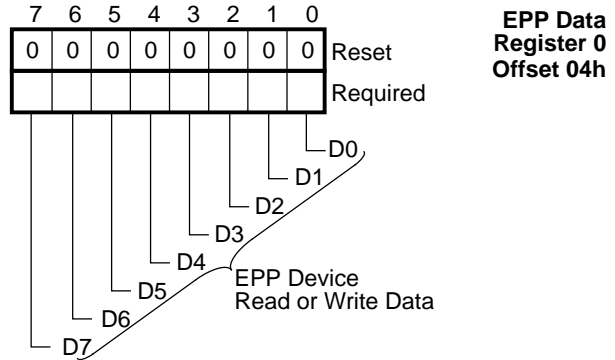 7 6 5 4 3 2 1 0
EPP Data
Register 0
Offset 04h
0 0 0 0 0 0 0 0 Reset
Required
D0
D1
D2
D3
D4
D5
D6
D7
EPP Device
Read or Write Data